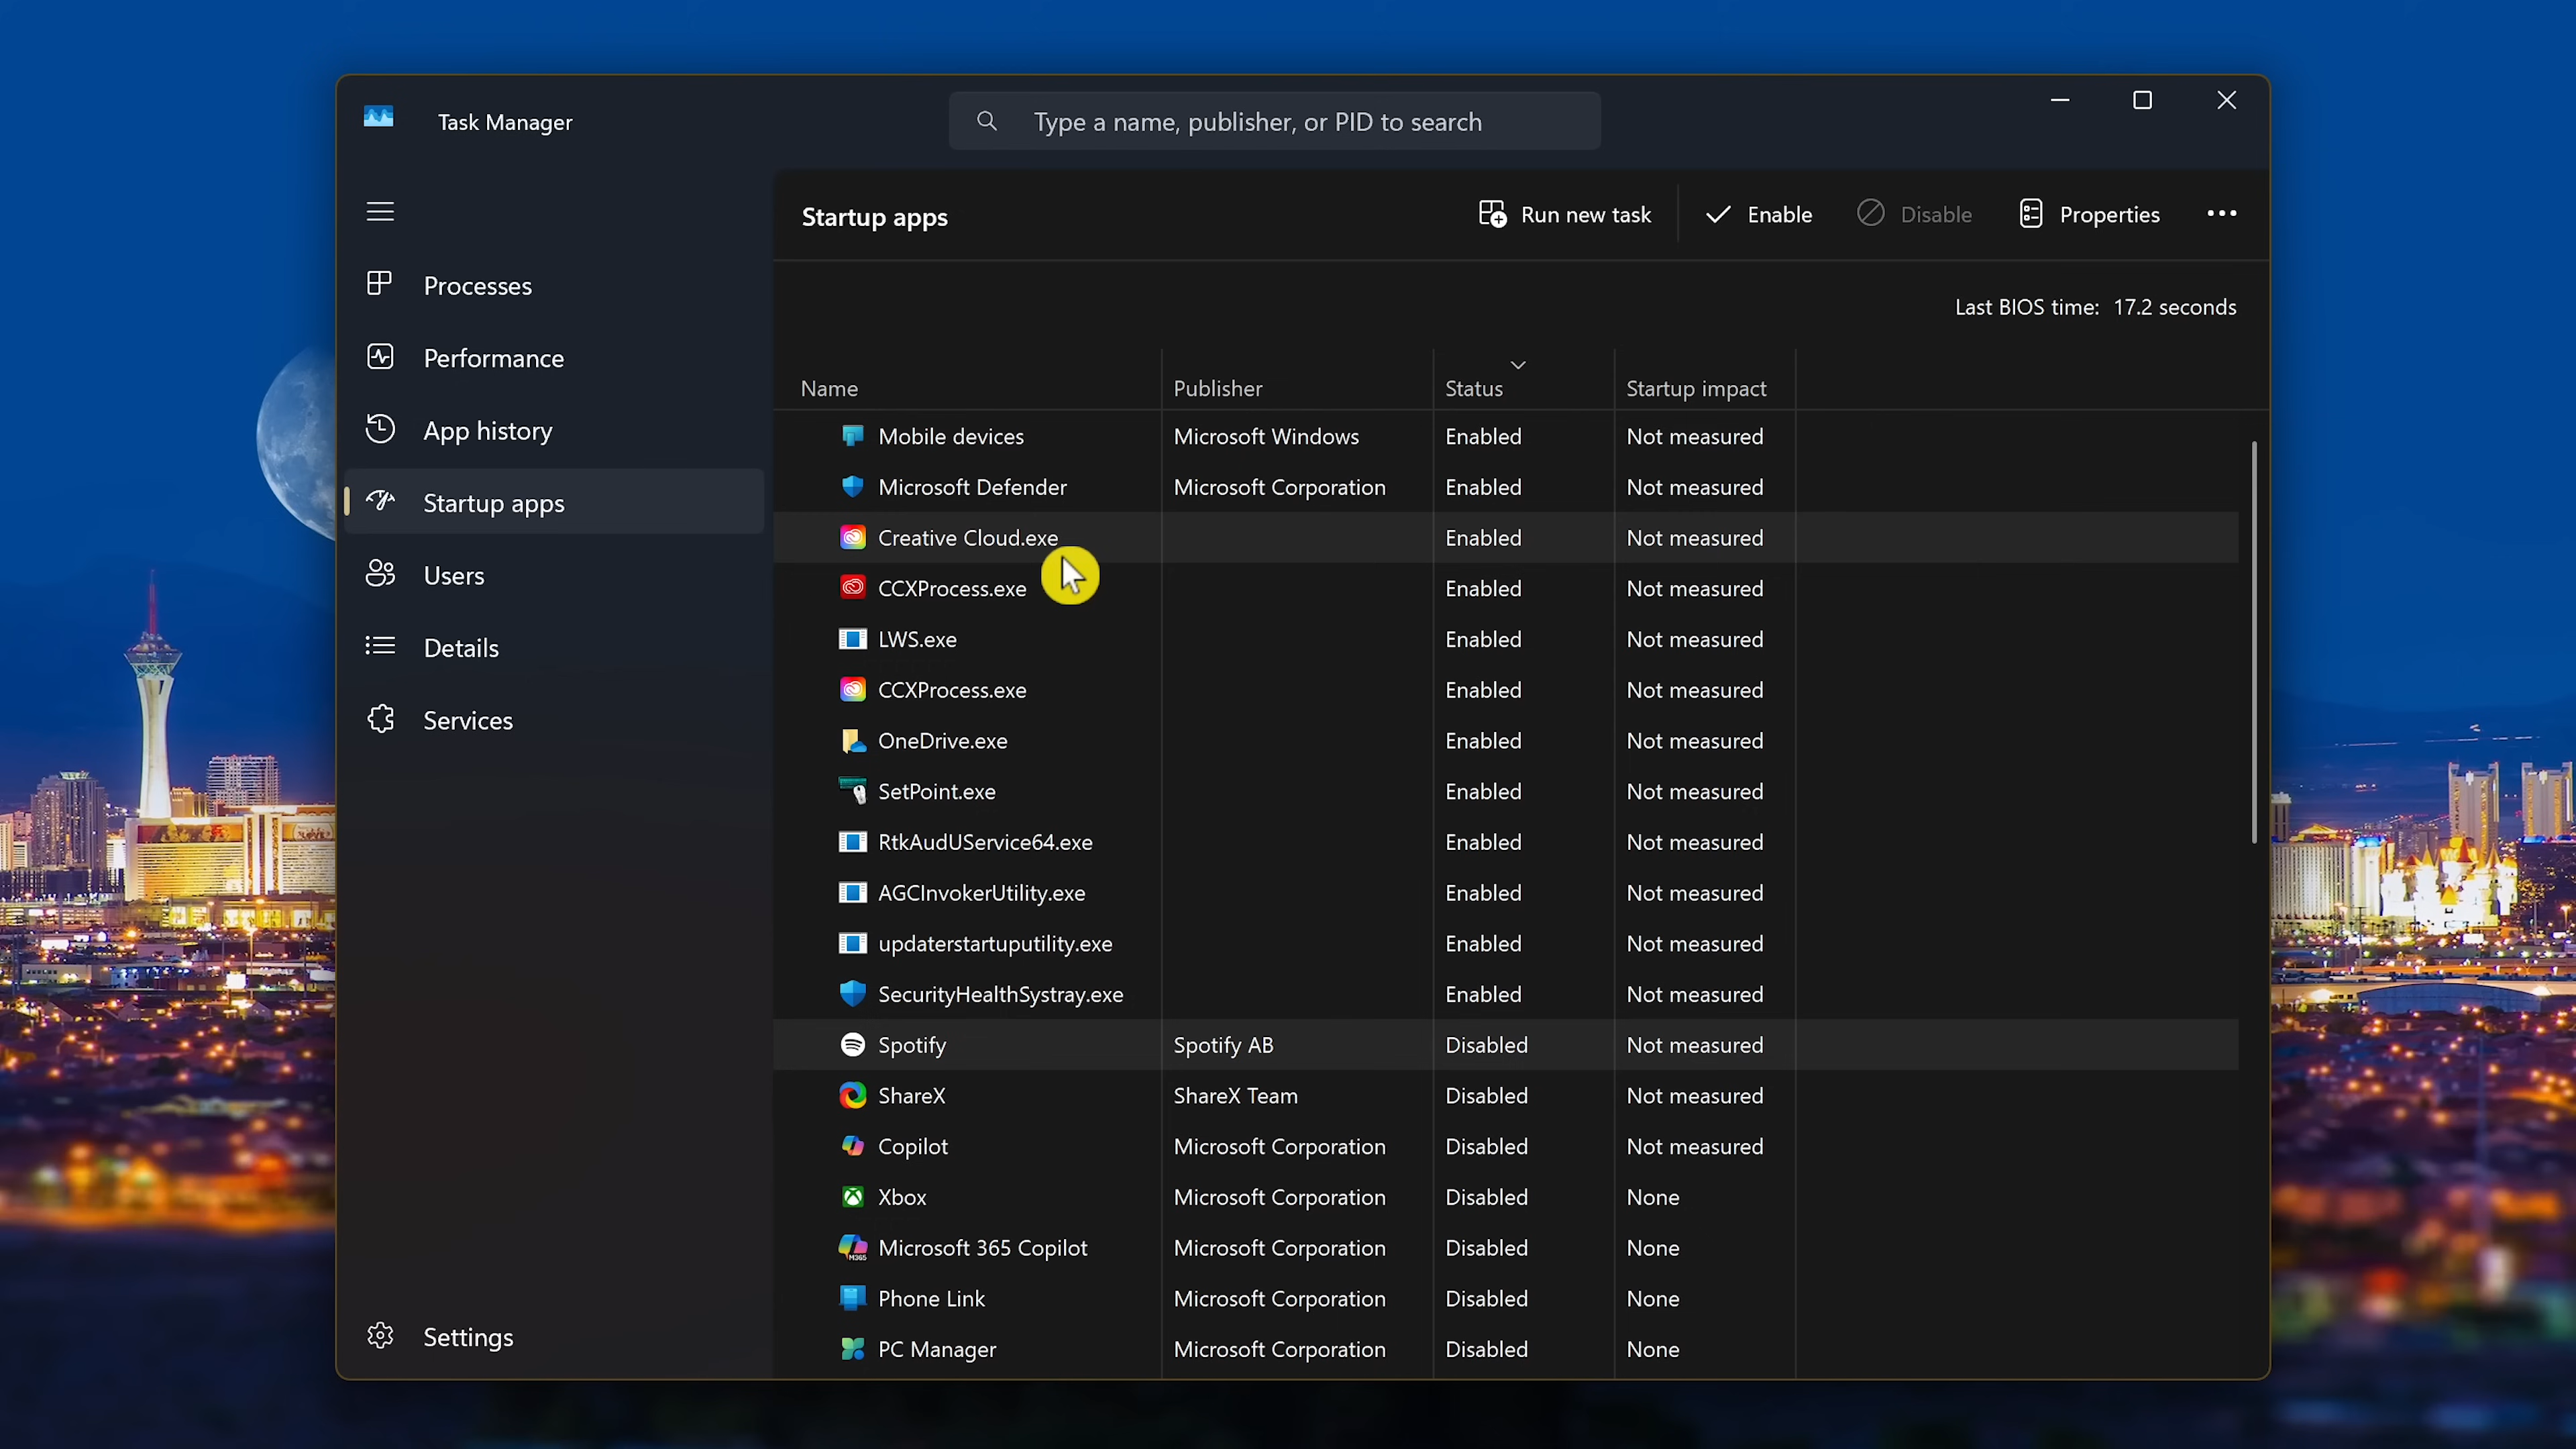 Task Manager
Type a name, publisher, or PID to search
Processes
Performance
App history
Startup apps
Users
Details
Services
Settings
Startup apps
Run new task
Enable
Disable
Properties
Last BIOS time: 17.2 seconds
Name Publisher Status Startup impact
Mobile devices Microsoft Windows Enabled Not measured
Microsoft Defender Microsoft Corporation Enabled Not measured
Creative Cloud.exe Enabled Not measured
CCXProcess.exe Enabled Not measured
LWS.exe Enabled Not measured
CCXProcess.exe Enabled Not measured
OneDrive.exe Enabled Not measured
SetPoint.exe Enabled Not measured
RtkAudUService64.exe Enabled Not measured
AGCInvokerUtility.exe Enabled Not measured
updaterstartuputility.exe Enabled Not measured
SecurityHealthSystray.exe Enabled Not measured
Spotify Spotify AB Disabled Not measured
ShareX ShareX Team Disabled Not measured
Copilot Microsoft Corporation Disabled Not measured
Xbox Microsoft Corporation Disabled None
M365 Microsoft 365 Copilot Microsoft Corporation Disabled None
Phone Link Microsoft Corporation Disabled None
PC Manager Microsoft Corporation Disabled None